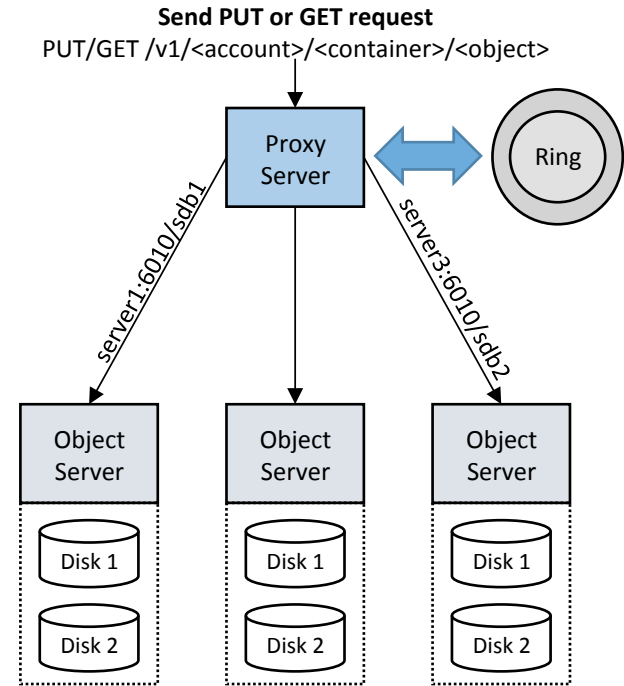 Send PUT or GET request
PUT/GET /v1/<account>/<container>/<object>
Proxy
Server
Ring
server1:6010/sdb1
server3:6010/sdb2
Object
Server
Object
Server
Object
Server
Disk 1
Disk 1
Disk 1
Disk 2
Disk 2
Disk 2